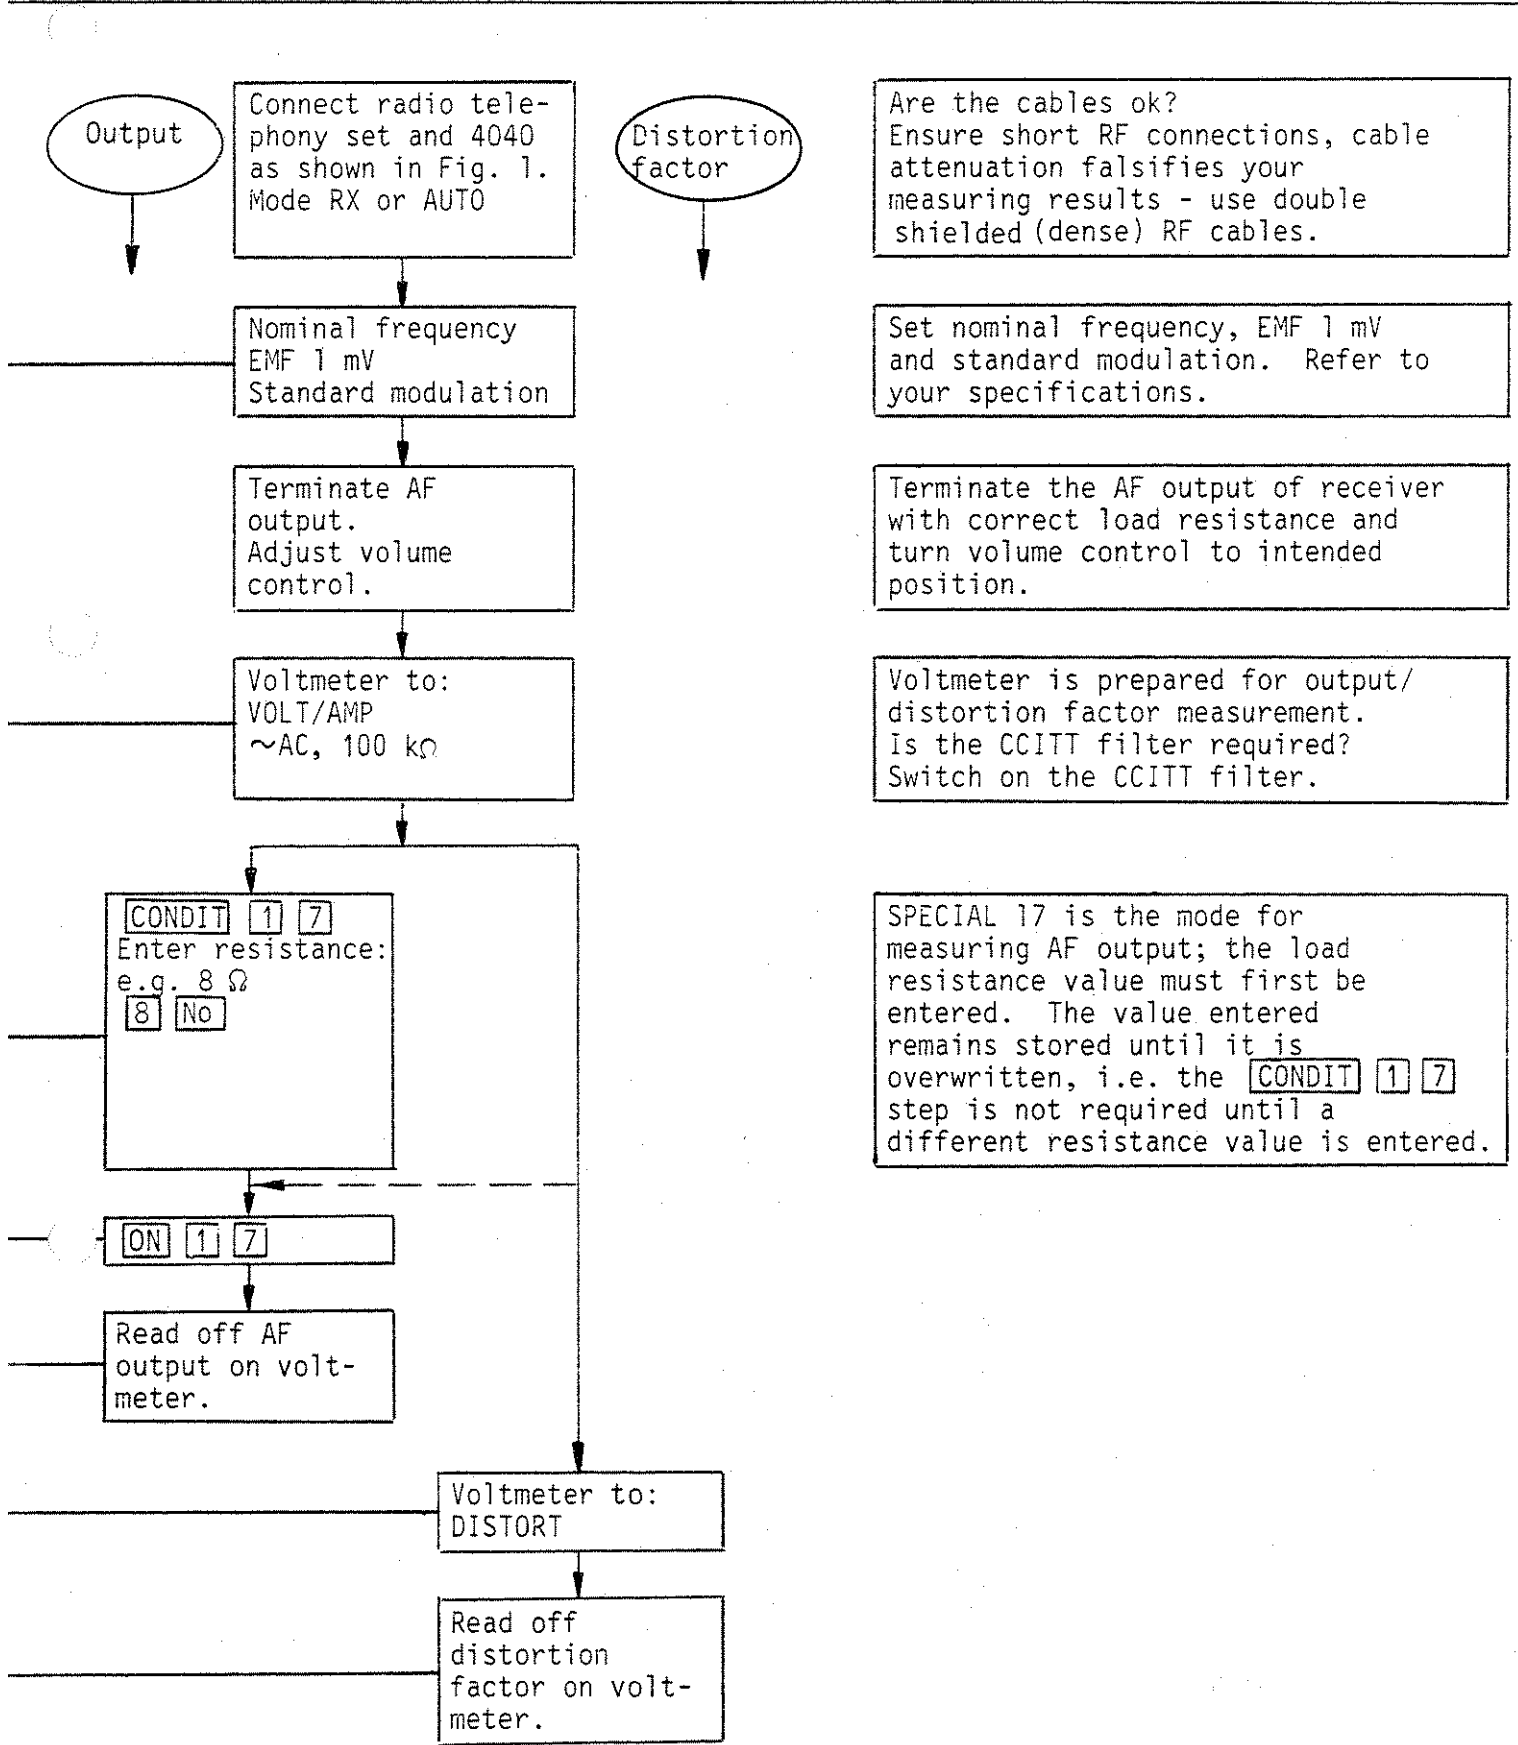 Output
Connect radio tele-
phony set and 4040
as shown in Fig. 1.
Mode RX or AUTO
Distortion
factor
Are the cables ok?
Ensure short RF connections, cable
attenuation falsifies your
measuring results - use double
shielded (dense) RF cables.
Nominal frequency
EMF 1 mV
Standard modulation
Set nominal frequency, EMF 1 mV
and standard modulation. Refer to
your specifications.
Terminate AF
output.
Adjust volume
control.
Terminate the AF output of receiver
with correct load resistance and
turn volume control to intended
position.
Voltmeter to:
VOLT/AMP
~AC, 100 kΩ
Voltmeter is prepared for output/
distortion factor measurement.
Is the CCITT filter required?
Switch on the CCITT filter.
CONDIT 1 7
Enter resistance:
e.g. 8 Ω
8 No
SPECIAL 17 is the mode for
measuring AF output; the load
resistance value must first be
entered. The value entered
remains stored until it is
overwritten, i.e. the CONDIT 1 7
step is not required until a
different resistance value is entered.
ON 1 7
Read off AF
output on volt-
meter.
Voltmeter to:
DISTORT
Read off
distortion
factor on volt-
meter.